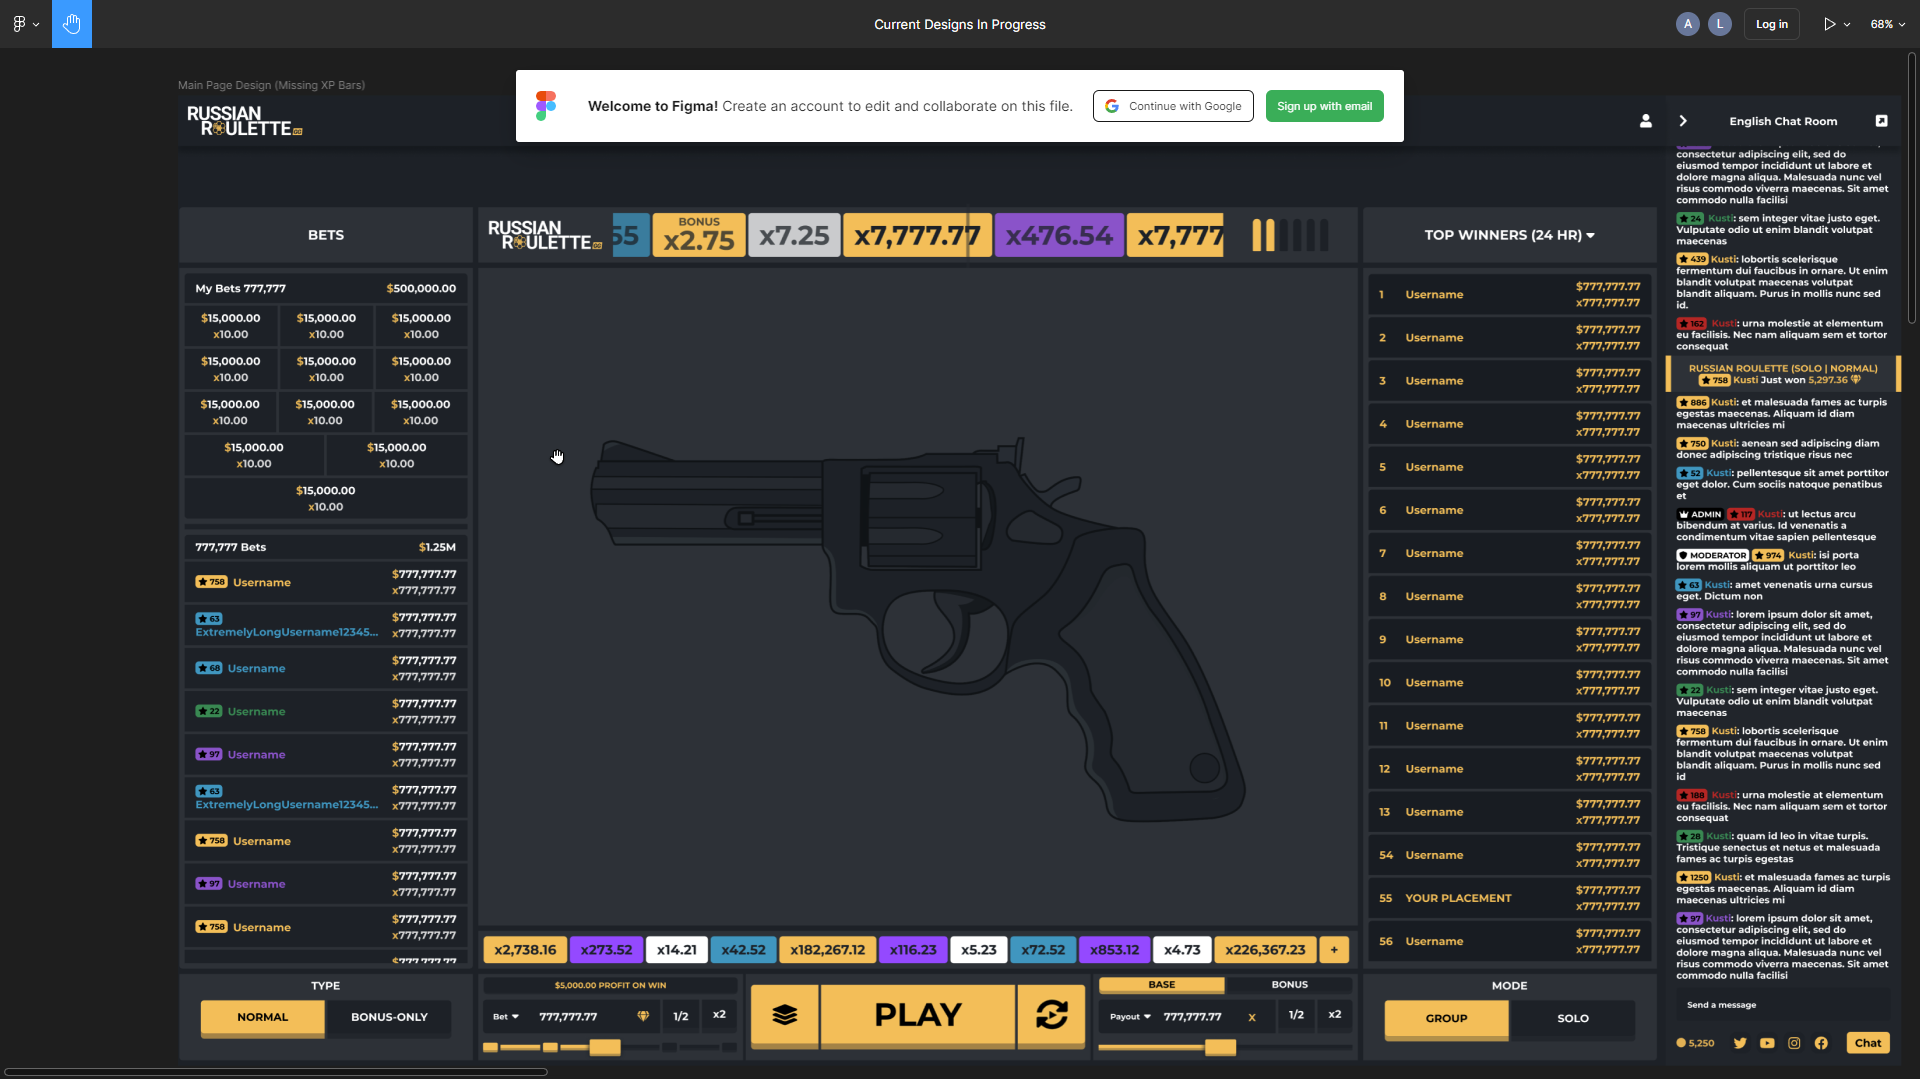 Current Designs In Progress
A
L
Log in
68%
Main Page Design (Missing XP Bars)
RUSSIAN
ROULETTE.GG
Welcome to Figma! Create an account to edit and collaborate on this file.
Continue with Google
Sign up with email
English Chat Room
BETS
RUSSIAN
ROULETTE.GG
55
BONUS
x2.75
x7.25
x7,777.77
x476.54
x7,777
TOP WINNERS (24 HR)
My Bets 777,777
$500,000.00
$15,000.00
x10.00
$15,000.00
x10.00
$15,000.00
x10.00
$15,000.00
x10.00
$15,000.00
x10.00
$15,000.00
x10.00
$15,000.00
x10.00
$15,000.00
x10.00
$15,000.00
x10.00
$15,000.00
x10.00
$15,000.00
x10.00
$15,000.00
x10.00
777,777 Bets
$1.25M
758 Username
$777,777.77
x777,777.77
63
ExtremelyLongUsername12345...
$777,777.77
x777,777.77
68 Username
$777,777.77
x777,777.77
22 Username
$777,777.77
x777,777.77
97 Username
$777,777.77
x777,777.77
63
ExtremelyLongUsername12345...
$777,777.77
x777,777.77
758 Username
$777,777.77
x777,777.77
97 Username
$777,777.77
x777,777.77
758 Username
$777,777.77
x777,777.77
$777,777.77
TYPE
NORMAL
BONUS-ONLY
x2,738.16
x273.52
x14.21
x42.52
x182,267.12
x116.23
x5.23
x72.52
x853.12
x4.73
x226,367.23
+
$5,000.00 PROFIT ON WIN
Bet
777,777.77
1/2
x2
PLAY
BASE
BONUS
Payout
777,777.77
x
1/2
x2
1 Username
$777,777.77
x777,777.77
2 Username
$777,777.77
x777,777.77
3 Username
$777,777.77
x777,777.77
4 Username
$777,777.77
x777,777.77
5 Username
$777,777.77
x777,777.77
6 Username
$777,777.77
x777,777.77
7 Username
$777,777.77
x777,777.77
8 Username
$777,777.77
x777,777.77
9 Username
$777,777.77
x777,777.77
10 Username
$777,777.77
x777,777.77
11 Username
$777,777.77
x777,777.77
12 Username
$777,777.77
x777,777.77
13 Username
$777,777.77
x777,777.77
54 Username
$777,777.77
x777,777.77
55 YOUR PLACEMENT
$777,777.77
x777,777.77
56 Username
$777,777.77
x777,777.77
MODE
GROUP
SOLO
consectetur adipiscing elit, sed do
eiusmod tempor incididunt ut labore et
dolore magna aliqua. Malesuada nunc vel
risus commodo viverra maecenas. Sit amet
commodo nulla facilisi
24 Kusti: sem integer vitae justo eget.
Vulputate odio ut enim blandit volutpat
maecenas
439 Kusti: lobortis scelerisque
fermentum dui faucibus in ornare. Ut enim
blandit volutpat maecenas volutpat
blandit aliquam. Purus in mollis nunc sed
id.
162 Kusti: urna molestie at elementum
eu facilisis. Nec nam aliquam sem et tortor
consequat
RUSSIAN ROULETTE (SOLO | NORMAL)
758 Kusti Just won 5,297.36
886 Kusti: et malesuada fames ac turpis
egestas maecenas. Aliquam id diam
maecenas ultricies mi
750 Kusti: aenean sed adipiscing diam
donec adipiscing tristique risus nec
52 Kusti: pellentesque sit amet porttitor
eget dolor. Cum sociis natoque penatibus
et
ADMIN 117 Kusti: ut lectus arcu
bibendum at varius. Id venenatis a
condimentum vitae sapien pellentesque
MODERATOR 974 Kusti: isi porta
lorem mollis aliquam ut porttitor leo
63 Kusti: amet venenatis urna cursus
eget. Dictum non
97 Kusti: lorem ipsum dolor sit amet,
consectetur adipiscing elit, sed do
eiusmod tempor incididunt ut labore et
dolore magna aliqua. Malesuada nunc vel
risus commodo viverra maecenas. Sit amet
commodo nulla facilisi
22 Kusti: sem integer vitae justo eget.
Vulputate odio ut enim blandit volutpat
maecenas
758 Kusti: lobortis scelerisque
fermentum dui faucibus in ornare. Ut enim
blandit volutpat maecenas volutpat
blandit aliquam. Purus in mollis nunc sed
id
188 Kusti: urna molestie at elementum
eu facilisis. Nec nam aliquam sem et tortor
consequat
28 Kusti: quam id leo in vitae turpis.
Tristique senectus et netus et malesuada
fames ac turpis egestas
1250 Kusti: et malesuada fames ac turpis
egestas maecenas. Aliquam id diam
maecenas ultricies mi
97 Kusti: lorem ipsum dolor sit amet,
consectetur adipiscing elit, sed do
eiusmod tempor incididunt ut labore et
dolore magna aliqua. Malesuada nunc vel
risus commodo viverra maecenas. Sit amet
commodo nulla facilisi
Send a message
5,250
Chat